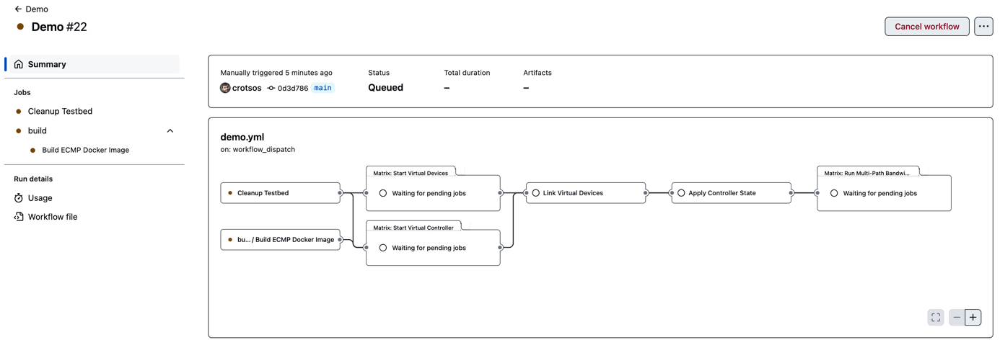 Demo
Demo #22
Cancel workflow
Summary
Jobs
Cleanup Testbed
build
Build ECMP Docker Image
Run details
Usage
Workflow file
Manually triggered 5 minutes ago
Status
Total duration
Artifacts
crotsos 0d3d786 main
Queued
–
–
demo.yml
on: workflow_dispatch
Cleanup Testbed
bu... / Build ECMP Docker Image
Matrix: Start Virtual Devices
Waiting for pending jobs
Matrix: Start Virtual Controller
Waiting for pending jobs
Link Virtual Devices
Apply Controller State
Matrix: Run Multi-Path Bandwi...
Waiting for pending jobs